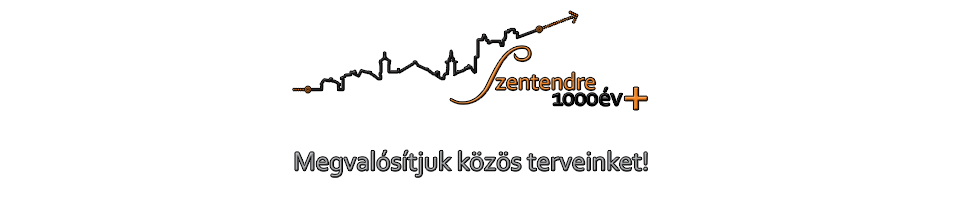 Szentendre
1000év+
Megvalósítjuk közös terveinket!